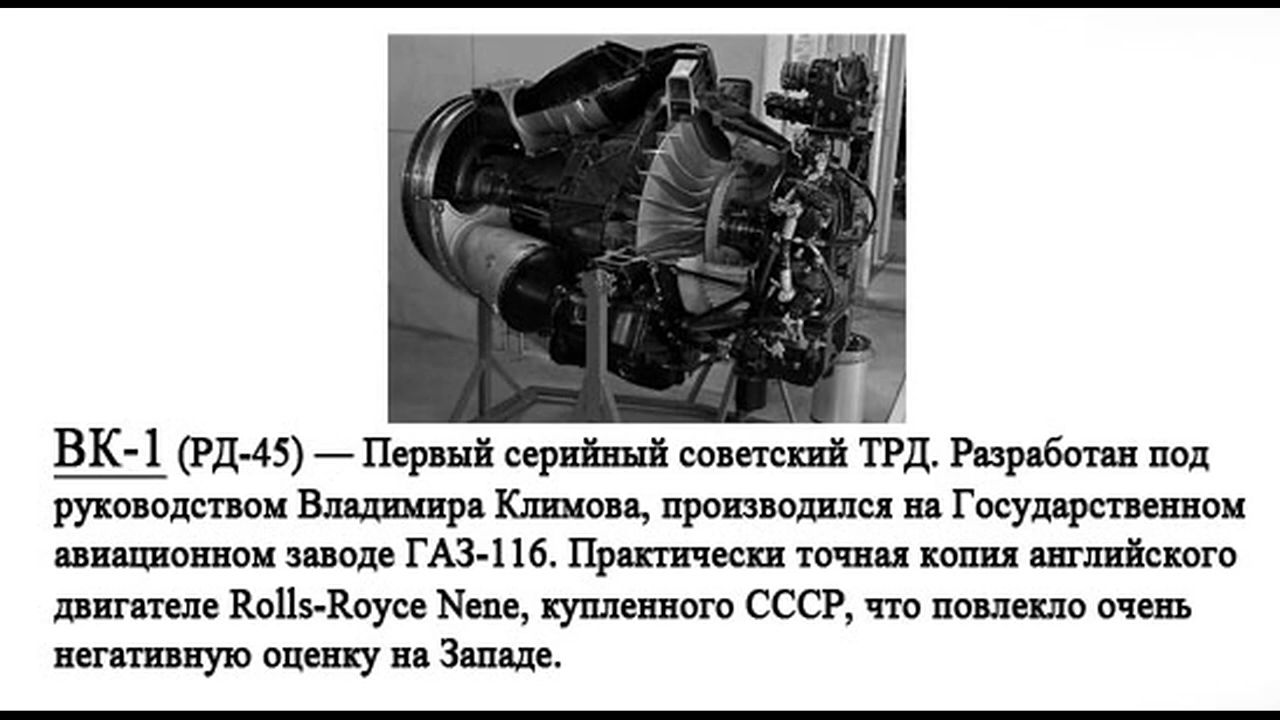 ВК-1 (РД-45) — Первый серийный советский ТРД. Разработан под
руководством Владимира Климова, производился на Государственном
авиационном заводе ГАЗ-116. Практически точная копия английского
двигателе Rolls-Royce Nene, купленного СССР, что повлекло очень
негативную оценку на Западе.